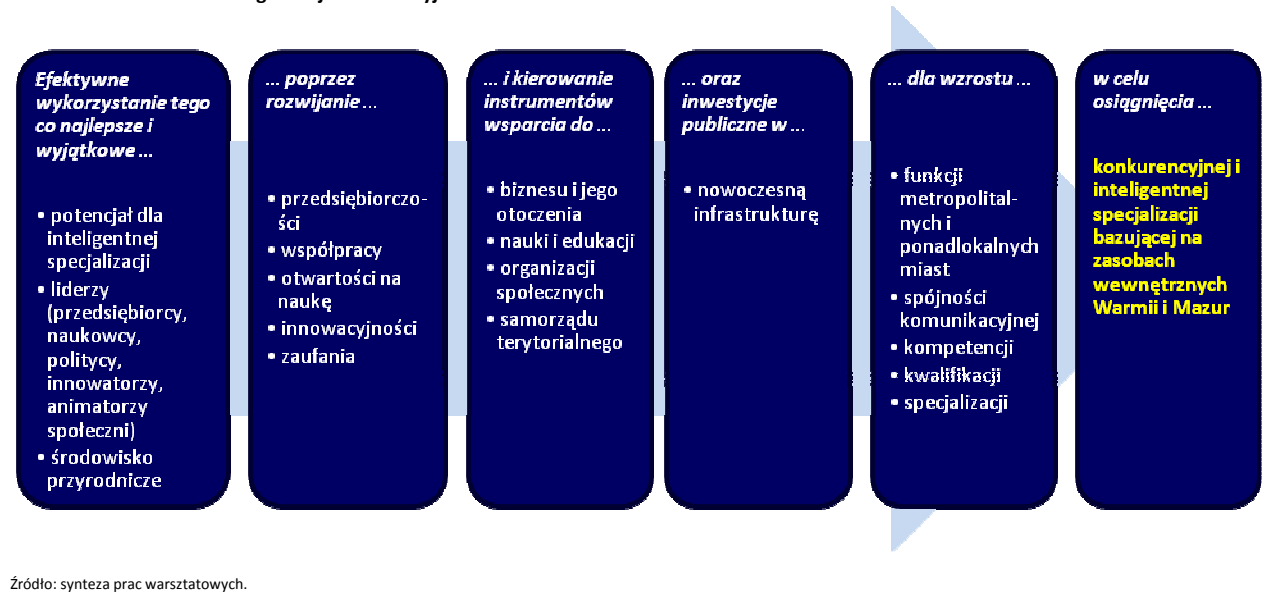 Efektywne
wykorzystanie tego
co najlepsze i
wyjątkowe ...
• potencjał dla
inteligentnej
specjalizacji
• liderzy
(przedsiębiorcy,
naukowcy,
politycy,
innowatorzy,
animatorzy
społeczni)
• środowisko
przyrodnicze
... poprzez
rozwijanie ...
• przedsiębiorczo-
ści
• współpracy
• otwartości na
naukę
• innowacyjności
• zaufania
... i kierowanie
instrumentów
wsparcia do ...
• biznesu i jego
otoczenia
• nauki i edukacji
• organizacji
społecznych
• samorządu
terytorialnego
... oraz
inwestycje
publiczne w ...
• nowoczesną
infrastrukturę
... dla wzrostu ...
• funkcji
metropolital-
nych i
ponadlokalnych
miast
• spójności
komunikacyjnej
• kompetencji
• kwalifikacji
• specjalizacji
w celu
osiągnięcia ...
konkurencyjnej i
inteligentnej
specjalizacji
bazującej na
zasobach
wewnętrznych
Warmii i Mazur
Źródło: synteza prac warsztatowych.